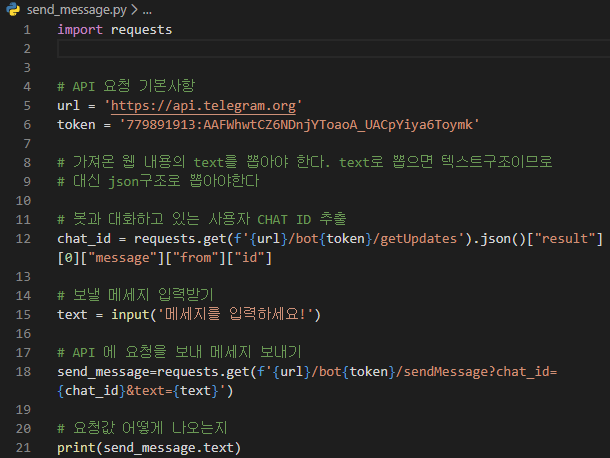 send_message.py > ...
1 import requests
2
3
4 # API 요청 기본사항
5 url = 'https://api.telegram.org'
6 token = '779891913:AAFWhwtCZ6NDnjYToaoA_UACpYiya6Toymk'
7
8 # 가져온 웹 내용의 text를 뽑아야 한다. text로 뽑으면 텍스트구조이므로
9 # 대신 json구조로 뽑아야한다
10
11 # 봇과 대화하고 있는 사용자 CHAT ID 추출
12 chat_id = requests.get(f'{url}/bot{token}/getUpdates').json()["result"]
[0]["message"]["from"]["id"]
13
14 # 보낼 메세지 입력받기
15 text = input('메세지를 입력하세요!')
16
17 # API 에 요청을 보내 메세지 보내기
18 send_message=requests.get(f'{url}/bot{token}/sendMessage?chat_id=
{chat_id}&text={text}')
19
20 # 요청값 어떻게 나오는지
21 print(send_message.text)